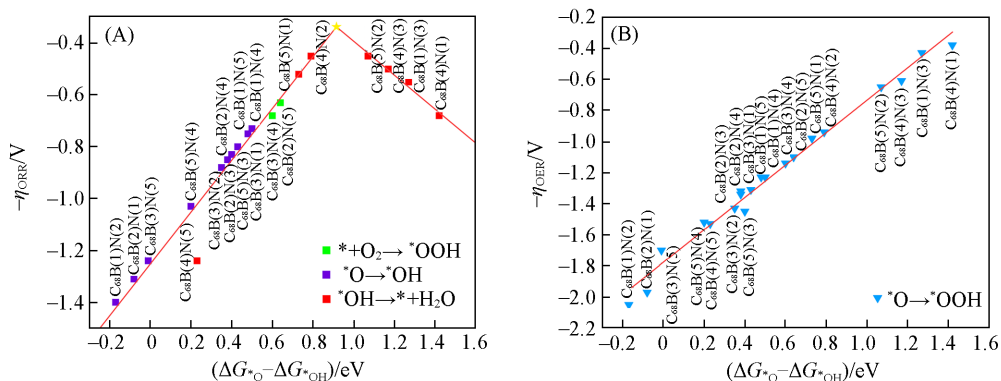 (A)
−0.4
−0.6
−0.8
−1.0
−1.2
−1.4
−η_ORR/V
−0.2
0
0.2
0.4
0.6
0.8
1.0
1.2
1.4
1.6
(ΔG*O−ΔG*OH)/eV
C₆₈B(1)N(2)
C₆₈B(2)N(1)
C₆₈B(3)N(5)
C₆₈B(4)N(5)
C₆₈B(5)N(4)
C₆₈B(3)N(2)
C₆₈B(2)N(3)
C₆₈B(5)N(3)
C₆₈B(3)N(1)
C₆₈B(2)N(4)
C₆₈B(1)N(5)
C₆₈B(1)N(4)
C₆₈B(3)N(4)
C₆₈B(2)N(5)
C₆₈B(5)N(1)
C₆₈B(4)N(2)
C₆₈B(5)N(2)
C₆₈B(4)N(3)
C₆₈B(1)N(3)
C₆₈B(4)N(1)
*+O₂→*OOH
*O→*OH
*OH→*+H₂O
(B)
−0.2
−0.4
−0.6
−0.8
−1.0
−1.2
−1.4
−1.6
−1.8
−2.0
−2.2
−η_OER/V
−0.2
0
0.2
0.4
0.6
0.8
1.0
1.2
1.4
1.6
(ΔG*O−ΔG*OH)/eV
C₆₈B(1)N(2)
C₆₈B(2)N(1)
C₆₈B(3)N(5)
C₆₈B(5)N(4)
C₆₈B(4)N(5)
C₆₈B(3)N(2)
C₆₈B(5)N(3)
C₆₈B(2)N(3)
C₆₈B(2)N(4)
C₆₈B(3)N(1)
C₆₈B(1)N(5)
C₆₈B(1)N(4)
C₆₈B(3)N(4)
C₆₈B(2)N(5)
C₆₈B(5)N(1)
C₆₈B(4)N(2)
C₆₈B(5)N(2)
C₆₈B(4)N(3)
C₆₈B(1)N(3)
C₆₈B(4)N(1)
*O→*OOH